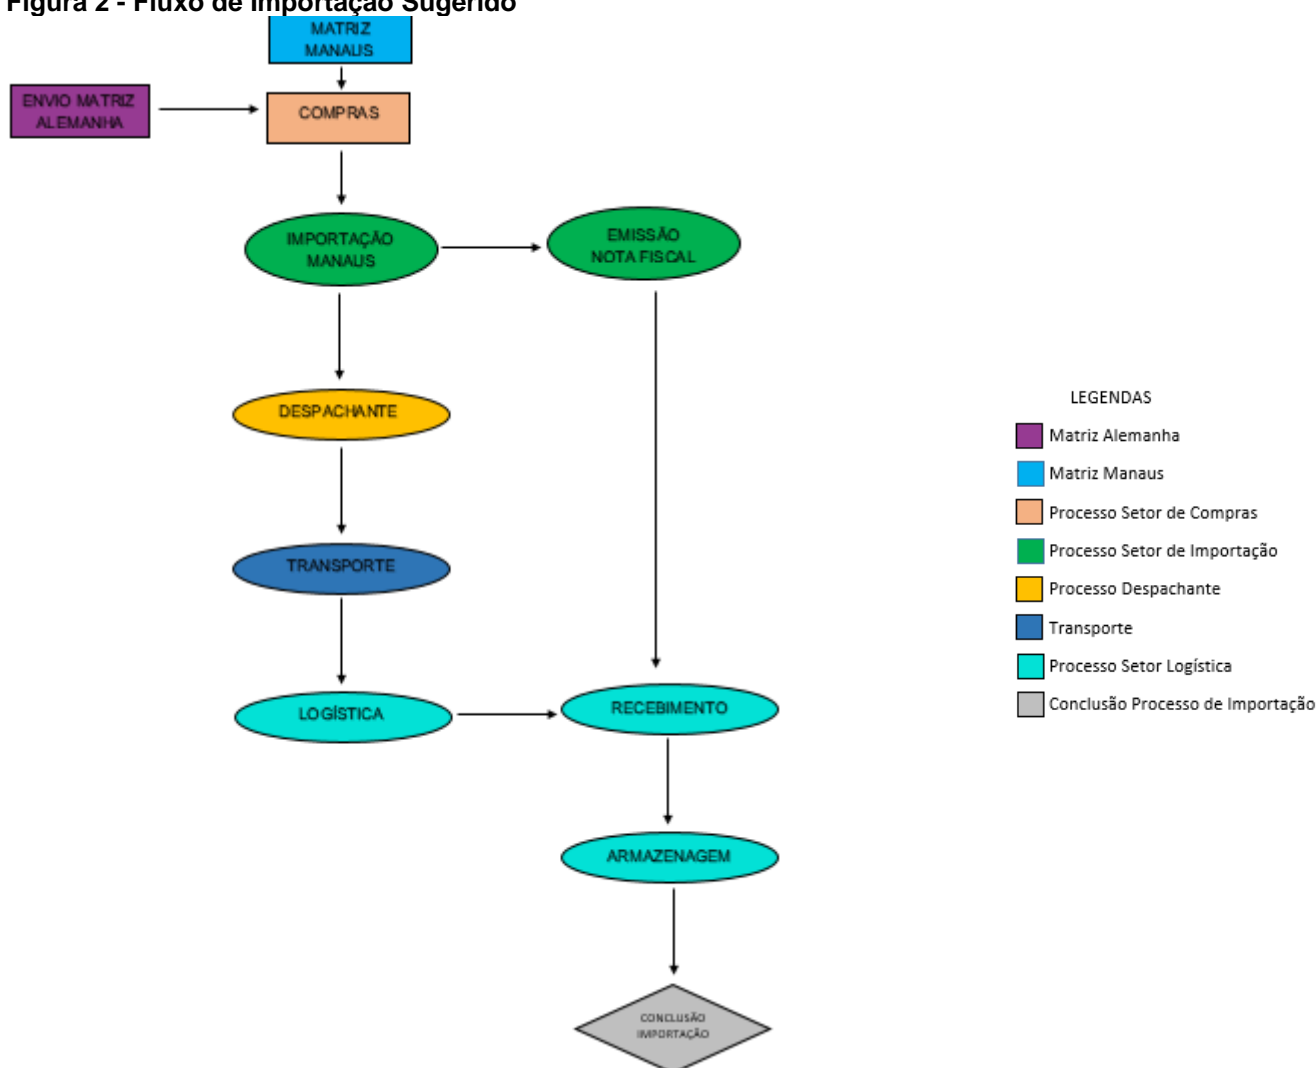 Figura 2 - Fluxo de Importação Sugerido
MATRIZ
MANAUS
ENVIO MATRIZ
ALEMANHA
COMPRAS
IMPORTAÇÃO
MANAUS
EMISSÃO
NOTA FISCAL
DESPACHANTE
TRANSPORTE
LOGÍSTICA
RECEBIMENTO
ARMAZENAGEM
CONCLUSÃO
IMPORTAÇÃO
LEGENDAS
Matriz Alemanha
Matriz Manaus
Processo Setor de Compras
Processo Setor de Importação
Processo Despachante
Transporte
Processo Setor Logística
Conclusão Processo de Importação